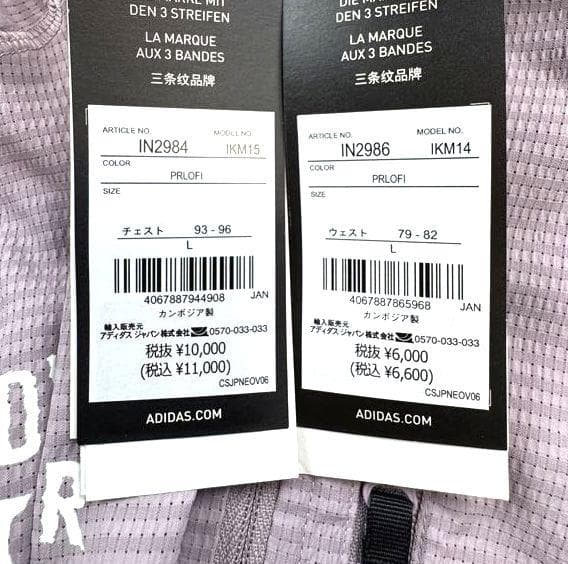 DEN 3 STREIFEN
LA MARQUE
AUX 3 BANDES
三条纹品牌
ARTICLE NO.
MODEL NO.
IN2984
IKM15
COLOR
PRLOFI
SIZE
チェスト 93 - 96
L
4067887944908
JAN
カンボジア製
輸入販売元
アディダス ジャパン株式会社 0570-033-033
税抜 ¥10,000
(税込 ¥11,000)
CSJPNEOV06
ADIDAS.COM
DIE MARKE MIT
DEN 3 STREIFEN
LA MARQUE
AUX 3 BANDES
三条纹品牌
ARTICLE NO.
MODEL NO.
IN2986
IKM14
COLOR
PRLOFI
SIZE
ウェスト 79 - 82
L
4067887865968
JAN
カンボジア製
輸入販売元
アディダス ジャパン株式会社 0570-033-033
税抜 ¥6,000
(税込 ¥6,600)
CSJPNEOV06
ADIDAS.COM